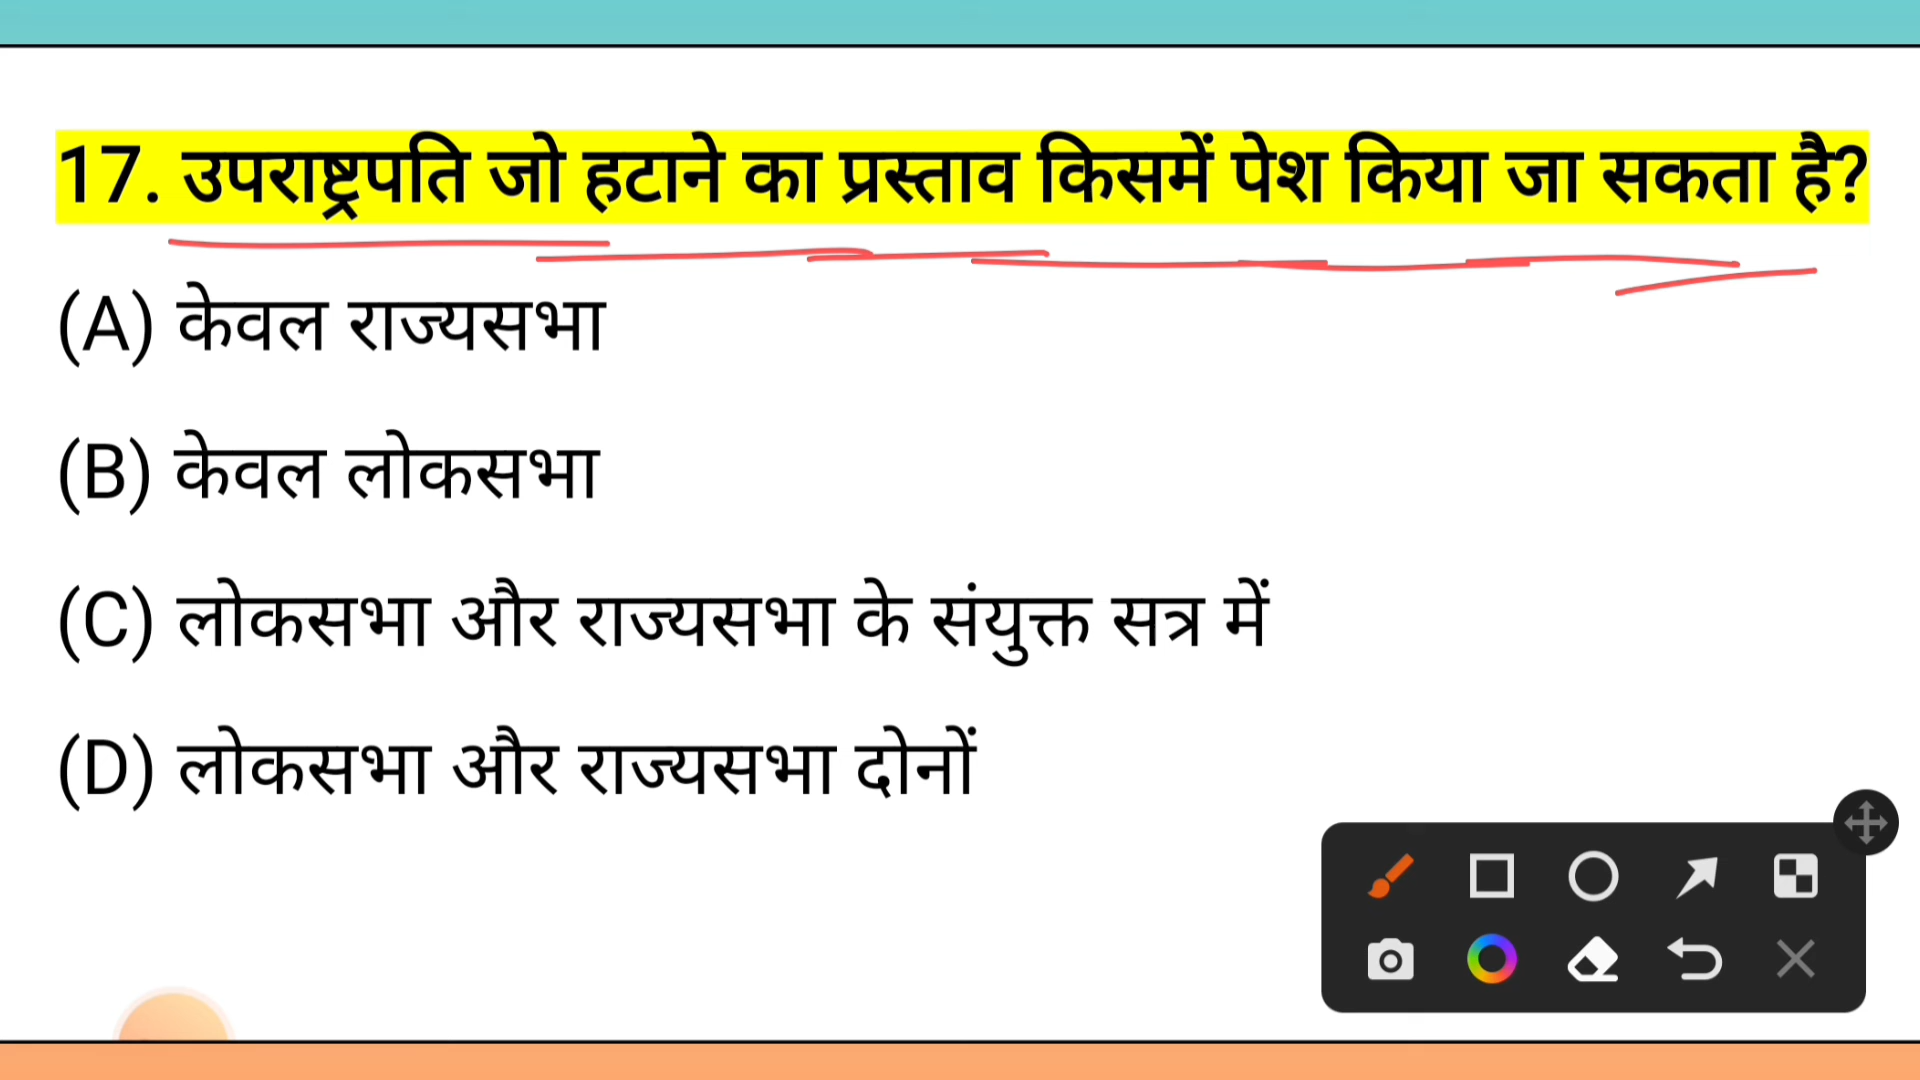 17. उपराष्ट्रपति जो हटाने का प्रस्ताव किसमें पेश किया जा सकता है?
(A) केवल राज्यसभा
(B) केवल लोकसभा
(C) लोकसभा और राज्यसभा के संयुक्त सत्र में
(D) लोकसभा और राज्यसभा दोनों